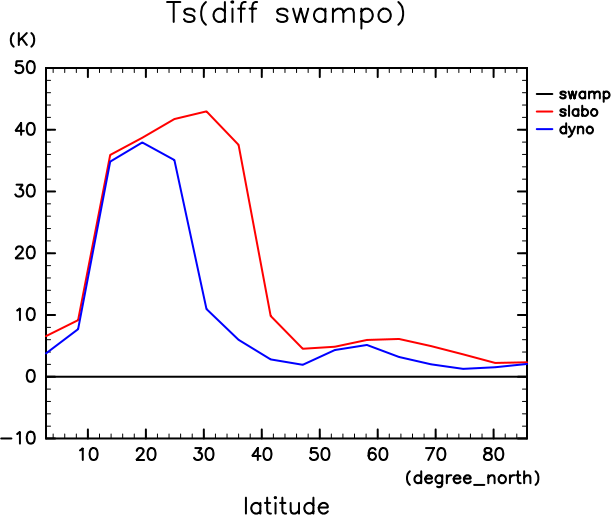 Ts(diff swampo)
(K)
50
40
30
20
10
0
-10
swamp
slabo
dyno
10 20 30 40 50 60 70 80
(degree_north)
latitude